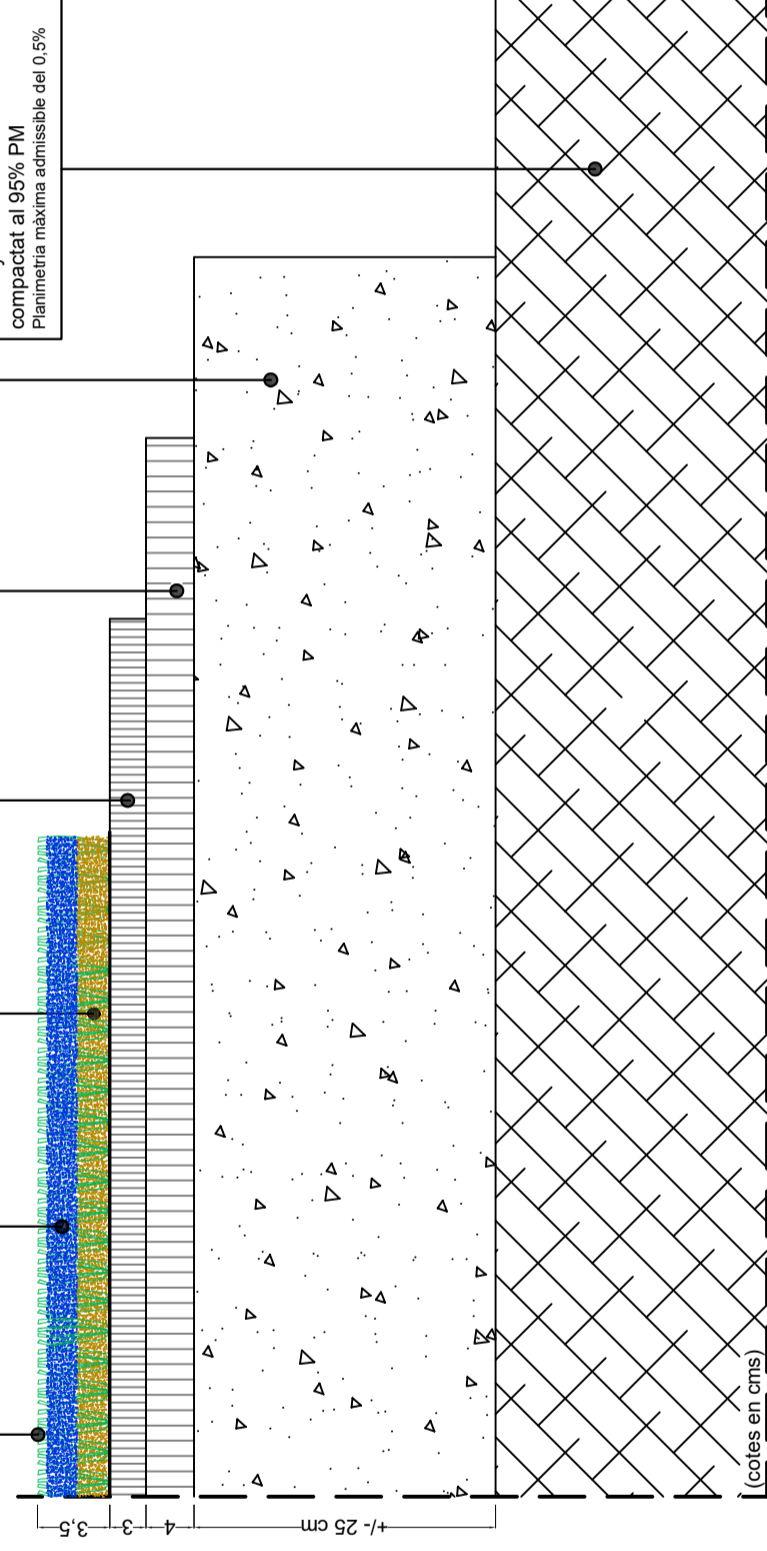 compactat al 95% PM
Planimetria màxima admissible del 0,5%
3,5
3
4
+/- 25 cm
(cotes en cms)